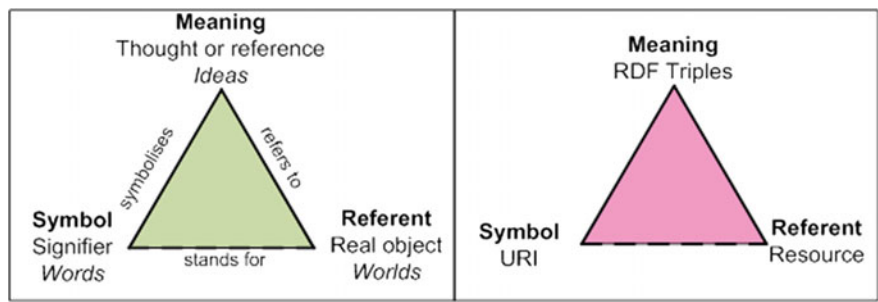 Meaning
Thought or reference
Ideas
symbolises
refers to
Symbol
Signifier
Words
stands for
Referent
Real object
Worlds
Meaning
RDF Triples
Symbol
URI
Referent
Resource